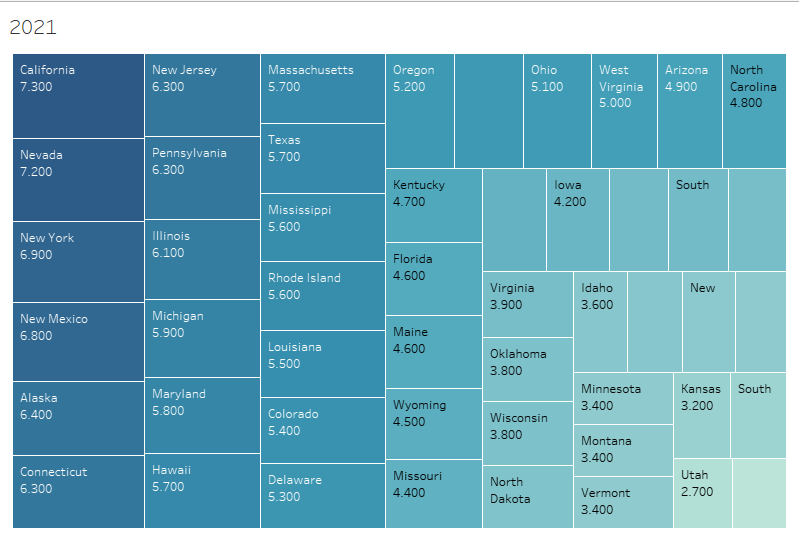 2021
California
7.300
Nevada
7.200
New York
6.900
New Mexico
6.800
Alaska
6.400
Connecticut
6.300
New Jersey
6.300
Pennsylvania
6.300
Illinois
6.100
Michigan
5.900
Maryland
5.800
Hawaii
5.700
Massachusetts
5.700
Texas
5.700
Mississippi
5.600
Rhode Island
5.600
Louisiana
5.500
Colorado
5.400
Delaware
5.300
Oregon
5.200
Ohio
5.100
West
Virginia
5.000
Arizona
4.900
North
Carolina
4.800
Kentucky
4.700
Florida
4.600
Maine
4.600
Wyoming
4.500
Missouri
4.400
Iowa
4.200
South
Virginia
3.900
Oklahoma
3.800
Wisconsin
3.800
North
Dakota
Idaho
3.600
New
Minnesota
3.400
Montana
3.400
Vermont
3.400
Kansas
3.200
South
Utah
2.700